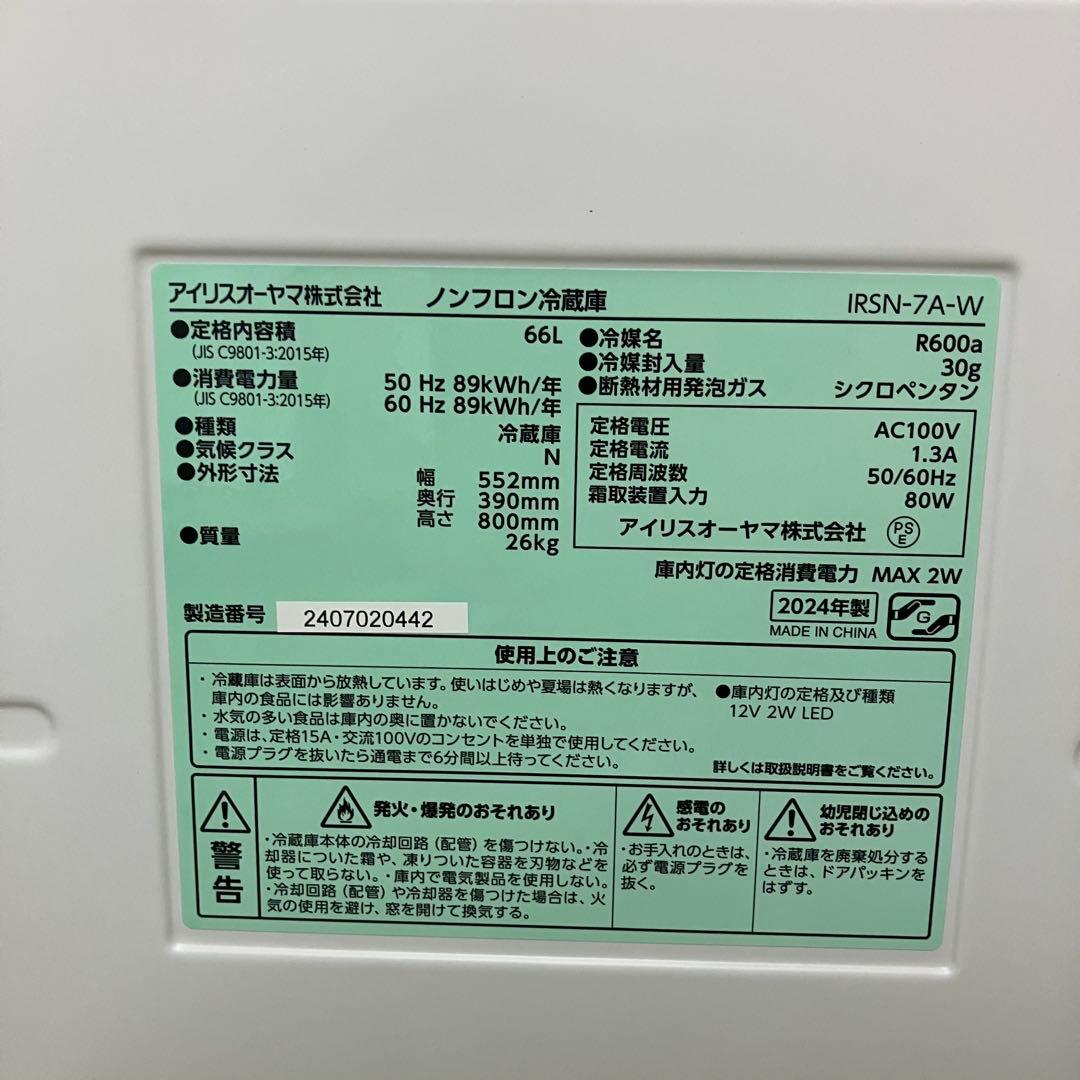 アイリスオーヤマ株式会社 ノンフロン冷蔵庫 IRSN-7A-W
●定格内容積 66L
(JIS C9801-3:2015年)
●消費電力量 50 Hz 89kWh/年
(JIS C9801-3:2015年) 60 Hz 89kWh/年
●種類 冷蔵庫
●気候クラス N
●外形寸法 幅 552mm
奥行 390mm
高さ 800mm
●質量 26kg
●冷媒名 R600a
●冷媒封入量 30g
●断熱材用発泡ガス シクロペンタン
定格電圧 AC100V
定格電流 1.3A
定格周波数 50/60Hz
霜取装置入力 80W
アイリスオーヤマ株式会社 PSE
庫内灯の定格消費電力 MAX 2W
製造番号 2407020442
2024年製
MADE IN CHINA
G
使用上のご注意
・冷蔵庫は表面から放熱しています。使いはじめや夏場は熱くなりますが、
庫内の食品には影響ありません。
・水気の多い食品は庫内の奥に置かないでください。
・電源は、定格15A・交流100Vのコンセントを単独で使用してください。
・電源プラグを抜いたら通電まで6分間以上待ってください。
●庫内灯の定格及び種類
12V 2W LED
詳しくは取扱説明書をご覧ください。
警告
発火・爆発のおそれあり
・冷蔵庫本体の冷却回路（配管）を傷つけない。・冷
却器についた霜や、凍りついた容器を刃物などを
使って取らない。・庫内で電気製品を使用しない。
・冷却回路（配管）や冷却器を傷つけた場合は、火
気の使用を避け、窓を開けて換気する。
感電の
おそれあり
・お手入れのときは、
必ず電源プラグを
抜く。
幼児閉じ込めの
おそれあり
・冷蔵庫を廃棄処分する
ときは、ドアパッキンを
はずす。